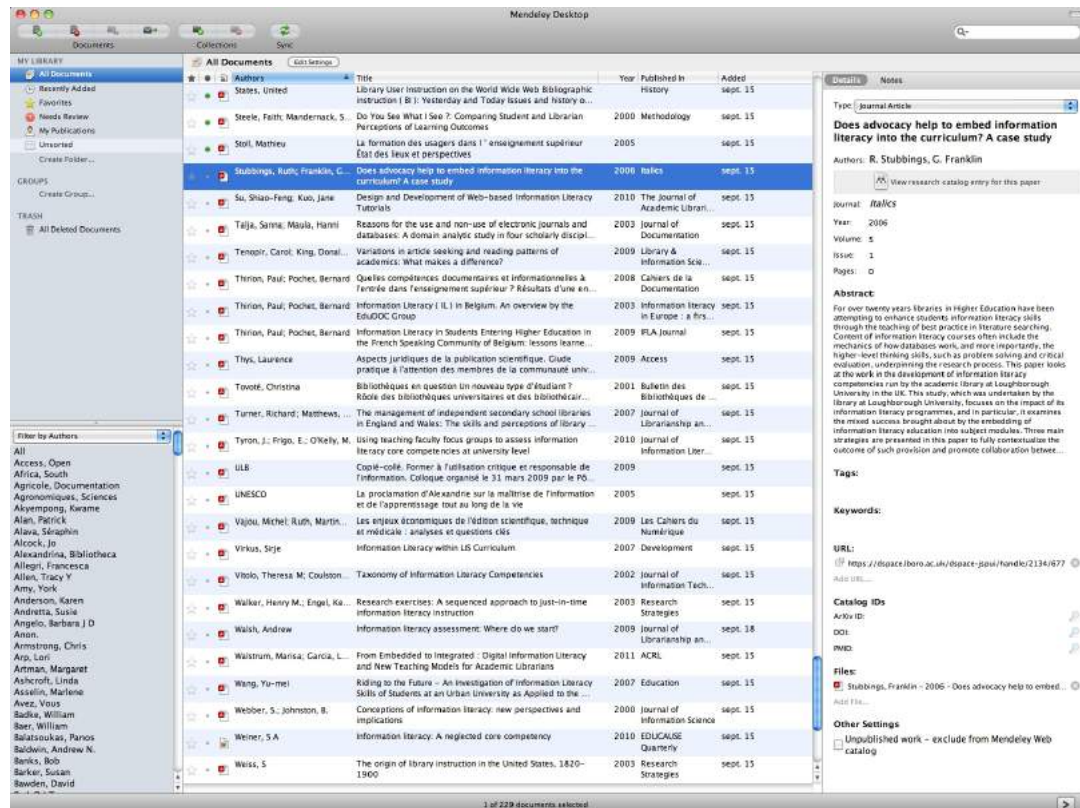 Mendeley Desktop
Documents
Collections
Sync
MY LIBRARY
All Documents
Recently Added
Favorites
Needs Review
My Publications
Unsorted
Create Folder...
GROUPS
Create Group...
TRASH
All Deleted Documents
Filter by Authors
All
Access, Open
Africa, South
Agricole, Documentation
Agronomiques, Sciences
Akyempong, Kwame
Alan, Patrick
Alava, Séraphin
Alcock, Jo
Alexandrina, Bibliotheca
Allegri, Francesca
Allen, Tracy Y
Amy, York
Anderson, Karen
Andretta, Susie
Angelo, Barbara J D
Anon.
Armstrong, Chris
Arp, Lori
Artman, Margaret
Ashcroft, Linda
Asselin, Marlene
Avez, Vous
Badke, William
Baer, William
Balatsoukas, Panos
Baldwin, Andrew N.
Banks, Bob
Barker, Susan
Bawden, David
All Documents Edit Settings
Authors Title Year Published In Added
States, United Library User Instruction on the World Wide Web Bibliographic History sept. 15
instruction ( BI ): Yesterday and Today Issues and history o...
Steele, Faith; Mandernack, S... Do You See What I See ?: Comparing Student and Librarian 2000 Methodology sept. 15
Perceptions of Learning Outcomes
Stoll, Mathieu La formation des usagers dans l ' enseignement supérieur 2005 sept. 15
État des lieux et perspectives
Stubbings, Ruth; Franklin, G... Does advocacy help to embed information literacy into the 2006 Italics sept. 15
curriculum? A case study
Su, Shiao-Feng; Kuo, Jane Design and Development of Web-based Information Literacy 2010 The Journal of sept. 15
Tutorials Academic Librari...
Talja, Sanna; Maula, Hanni Reasons for the use and non-use of electronic journals and 2003 Journal of sept. 15
databases: A domain analytic study in four scholarly discipl... Documentation
Tenopir, Carol; King, Donal... Variations in article seeking and reading patterns of 2009 Library & sept. 15
academics: What makes a difference? Information Scie...
Thirion, Paul; Pochet, Bernard Quelles compétences documentaires et informationnelles à 2008 Cahiers de la sept. 15
l'entrée dans l'enseignement supérieur ? Résultats d'une en... Documentation
Thirion, Paul; Pochet, Bernard Information Literacy ( IL ) in Belgium. An overview by the 2003 Information literacy sept. 15
EduDOC Group in Europe : a firs...
Thirion, Paul; Pochet, Bernard Information Literacy in Students Entering Higher Education in 2009 IFLA Journal sept. 15
the French Speaking Community of Belgium: lessons learne...
Thys, Laurence Aspects juridiques de la publication scientifique. Guide 2009 Access sept. 15
pratique à l'attention des membres de la communauté univ...
Tovoté, Christina Bibliothèques en question Un nouveau type d'étudiant ? 2001 Bulletin des sept. 15
Rôole des bibliothèques universitaires et des bibliothécair... Bibliothèques de ...
Turner, Richard; Matthews, ... The management of independent secondary school libraries 2007 Journal of sept. 15
in England and Wales: The skills and perceptions of library ... Librarianship an...
Tyron, J.; Frigo, E.; O'Kelly, M. Using teaching faculty focus groups to assess information 2010 Journal of sept. 15
literacy core competencies at university level Information Liter...
ULB Copié-collé. Former à l'utilisation critique et responsable de 2009 sept. 15
l'information. Colloque organisé le 31 mars 2009 par le Pô...
UNESCO La proclamation d'Alexandrie sur la maîtrise de l'information 2005 sept. 15
et de l'apprentissage tout au long de la vie
Vajou, Michel; Ruth, Martin... Les enjeux économiques de l'édition scientifique, technique 2009 Les Cahiers du sept. 15
et médicale : analyses et questions clés Numérique
Virkus, Sirje Information Literacy within LIS Curriculum 2007 Development sept. 15
Vitolo, Theresa M; Coulston... Taxonomy of Information Literacy Competencies 2002 Journal of sept. 15
Information Tech...
Walker, Henry M.; Engel, Ke... Research exercises: A sequenced approach to just-in-time 2003 Research sept. 15
information literacy instruction Strategies
Walsh, Andrew Information literacy assessment: Where do we start? 2009 Journal of sept. 18
Librarianship an...
Walstrum, Marisa; Garcia, L... From Embedded to Integrated : Digital Information Literacy 2011 ACRL sept. 15
and New Teaching Models for Academic Librarians
Wang, Yu-mei Riding to the Future – An Investigation of Information Literacy 2007 Education sept. 15
Skills of Students at an Urban University as Applied to the ...
Webber, S.; Johnston, B. Conceptions of information literacy: new perspectives and 2000 Journal of sept. 15
implications Information Science
Weiner, S A Information literacy: A neglected core competency 2010 EDUCAUSE sept. 15
Quarterly
Weiss, S The origin of library instruction in the United States, 1820– 2003 Research sept. 15
1900 Strategies
Details Notes
Type: Journal Article
Does advocacy help to embed information
literacy into the curriculum? A case study
Authors: R. Stubbings, G. Franklin
View research catalog entry for this paper
Journal: Italics
Year: 2006
Volume: 5
Issue: 1
Pages: 0
Abstract:
For over twenty years libraries in Higher Education have been
attempting to enhance students information literacy skills
through the teaching of best practice in literature searching.
Content of information literacy courses often include the
mechanics of how databases work, and more importantly, the
higher-level thinking skills, such as problem solving and critical
evaluation, underpinning the research process. This paper looks
at the work in the development of information literacy
competencies run by the academic library at Loughborough
University in the UK. This study, which was undertaken by the
library at Loughborough University, focuses on the impact of its
information literacy programmes, and in particular, it examines
the mixed success brought about by the embedding of
information literacy education into subject modules. Three main
strategies are presented in this paper to fully contextualize the
outcome of such provision and promote collaboration betwee...
Tags:
Keywords:
URL:
https://dspace.lboro.ac.uk/dspace-jspui/handle/2134/677
Add URL...
Catalog IDs
ArXiv ID:
DOI:
PMID:
Files:
Stubbings, Franklin - 2006 - Does advocacy help to embed...
Add File...
Other Settings
Unpublished work – exclude from Mendeley Web
catalog
1 of 229 documents selected